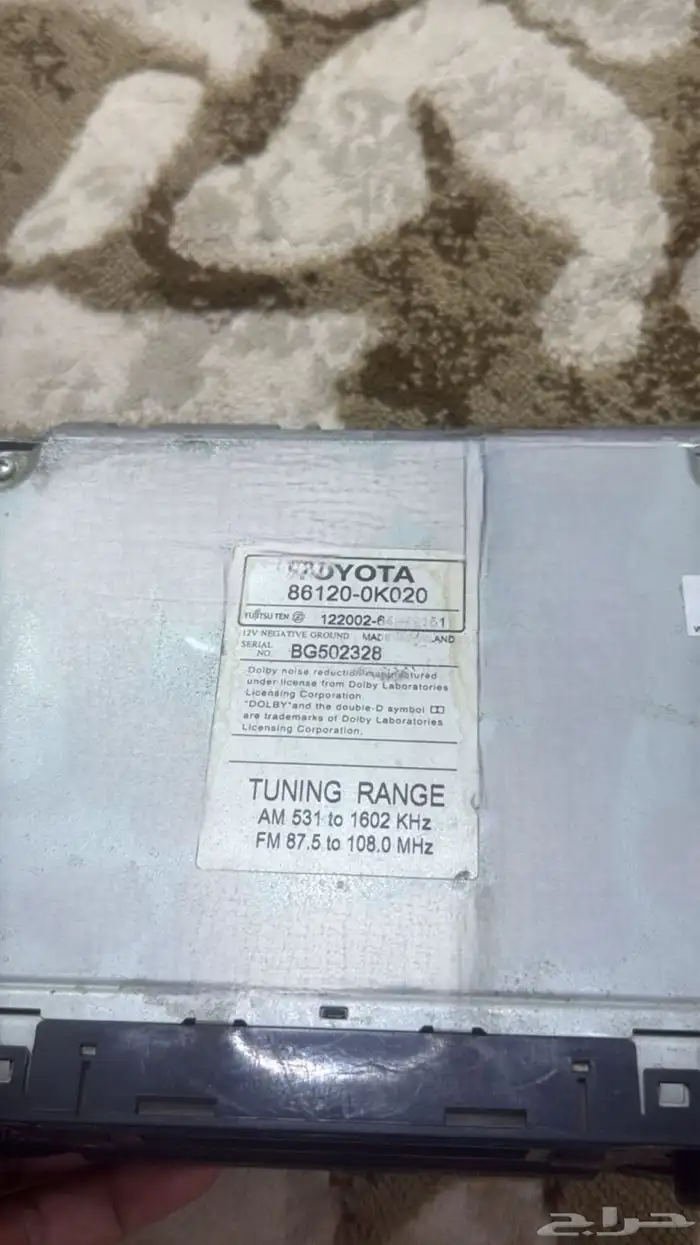 TOYOTA
86120-0K020
FUJITSU TEN
12V NEGATIVE GROUND
SERIAL NO. BG502328
Dolby noise reduction manufactured
under license from Dolby Laboratories
Licensing Corporation.
"DOLBY" and the double-D symbol
are trademarks of Dolby Laboratories
Licensing Corporation.
TUNING RANGE
AM 531 to 1602 KHz
FM 87.5 to 108.0 MHz
حراج